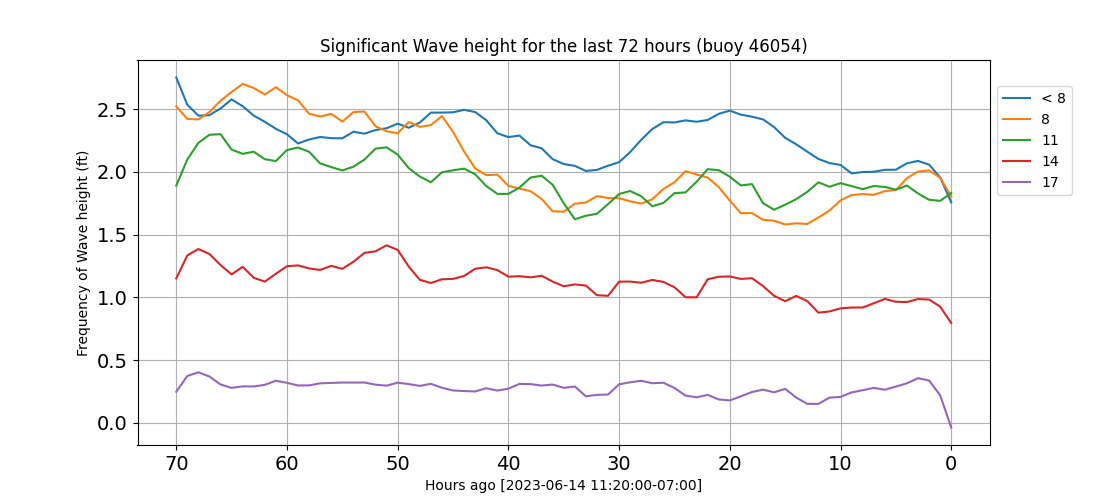 Significant Wave height for the last 72 hours (buoy 46054)
Frequency of Wave height (ft)
2.5
2.0
1.5
1.0
0.5
0.0
70 60 50 40 30 20 10 0
Hours ago [2023-06-14 11:20:00-07:00]
< 8
8
11
14
17